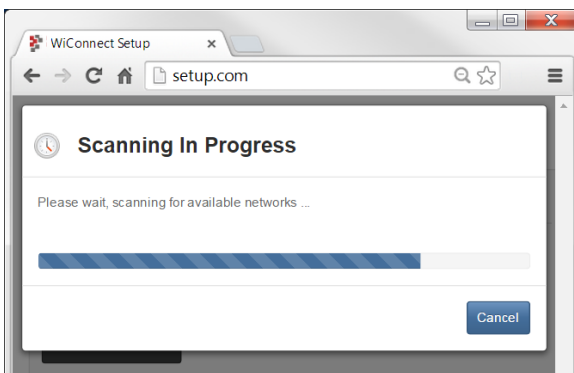 WiConnect Setup
setup.com
Scanning In Progress
Please wait, scanning for available networks ...
Cancel